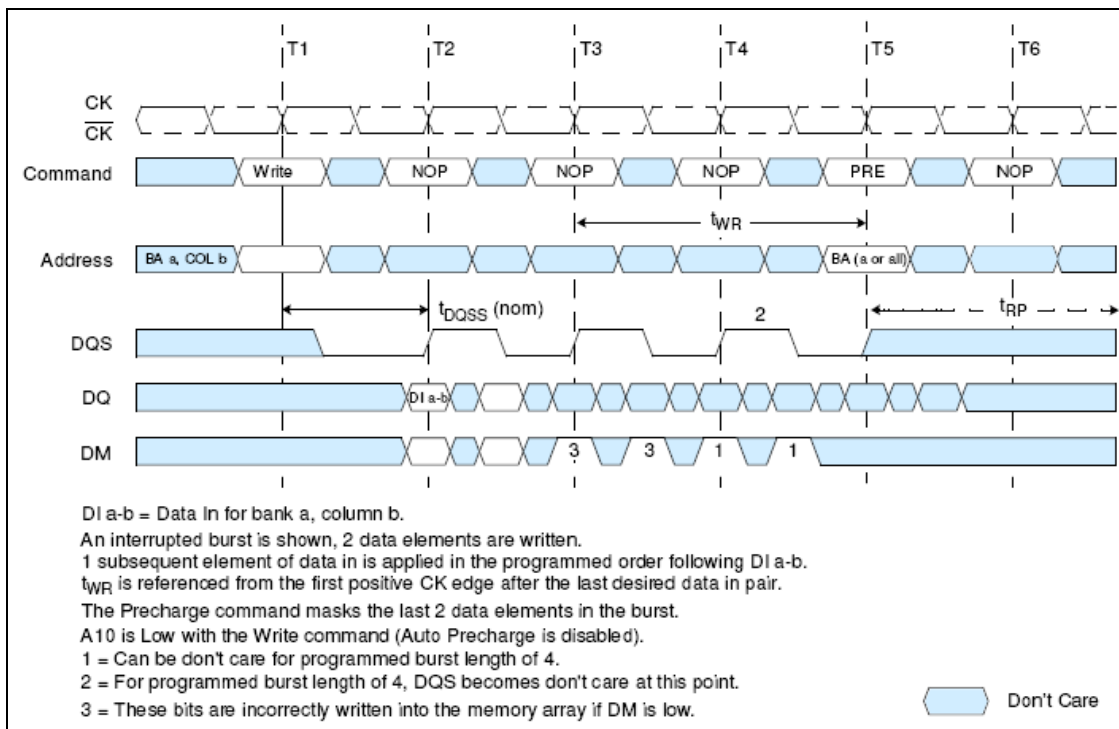 T1 T2 T3 T4 T5 T6
CK
CK
Command Write NOP NOP NOP PRE NOP
tWR
Address BA a, COL b BA (a or all)
tDQSS (nom) 2 tRP
DQS
DQ DI a-b
DM 3 3 1 1
DI a-b = Data In for bank a, column b.
An interrupted burst is shown, 2 data elements are written.
1 subsequent element of data in is applied in the programmed order following DI a-b.
tWR is referenced from the first positive CK edge after the last desired data in pair.
The Precharge command masks the last 2 data elements in the burst.
A10 is Low with the Write command (Auto Precharge is disabled).
1 = Can be don't care for programmed burst length of 4.
2 = For programmed burst length of 4, DQS becomes don't care at this point.
3 = These bits are incorrectly written into the memory array if DM is low.
Don't Care